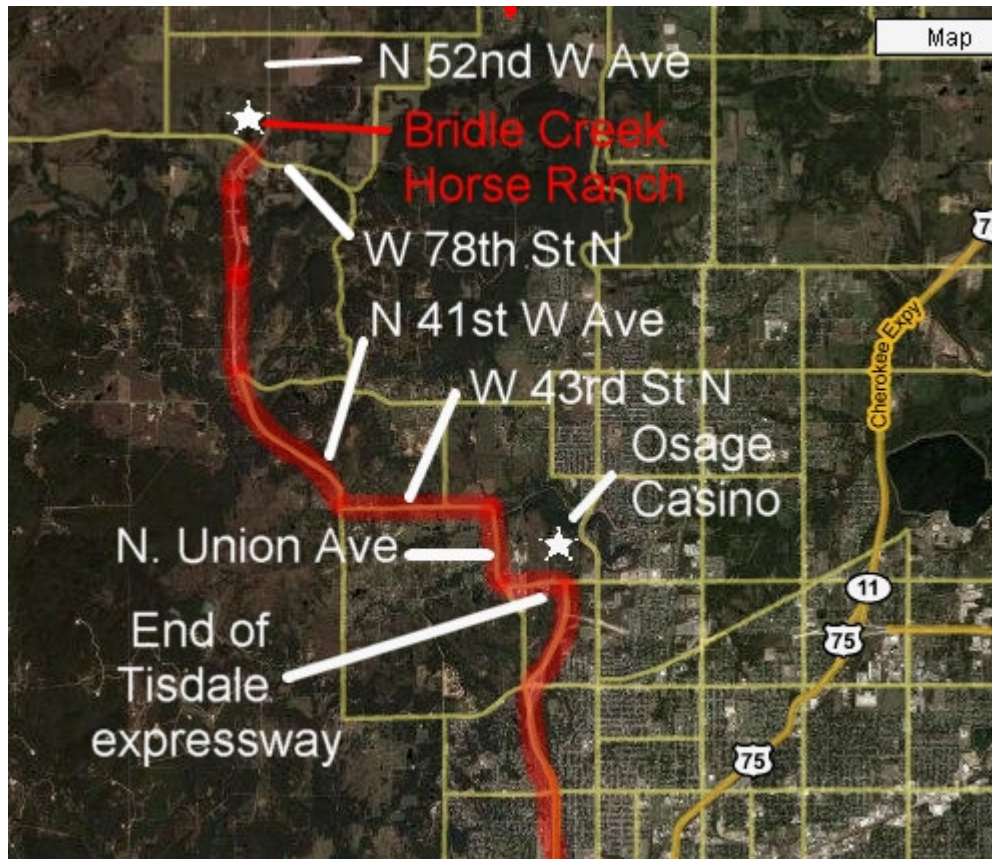 Map
N 52nd W Ave
Bridle Creek
Horse Ranch
W 78th St N
7
N 41st W Ave
Cherokee Expy
W 43rd St N
Osage
Casino
N. Union Ave
11
End of
Tisdale
expressway
75
75